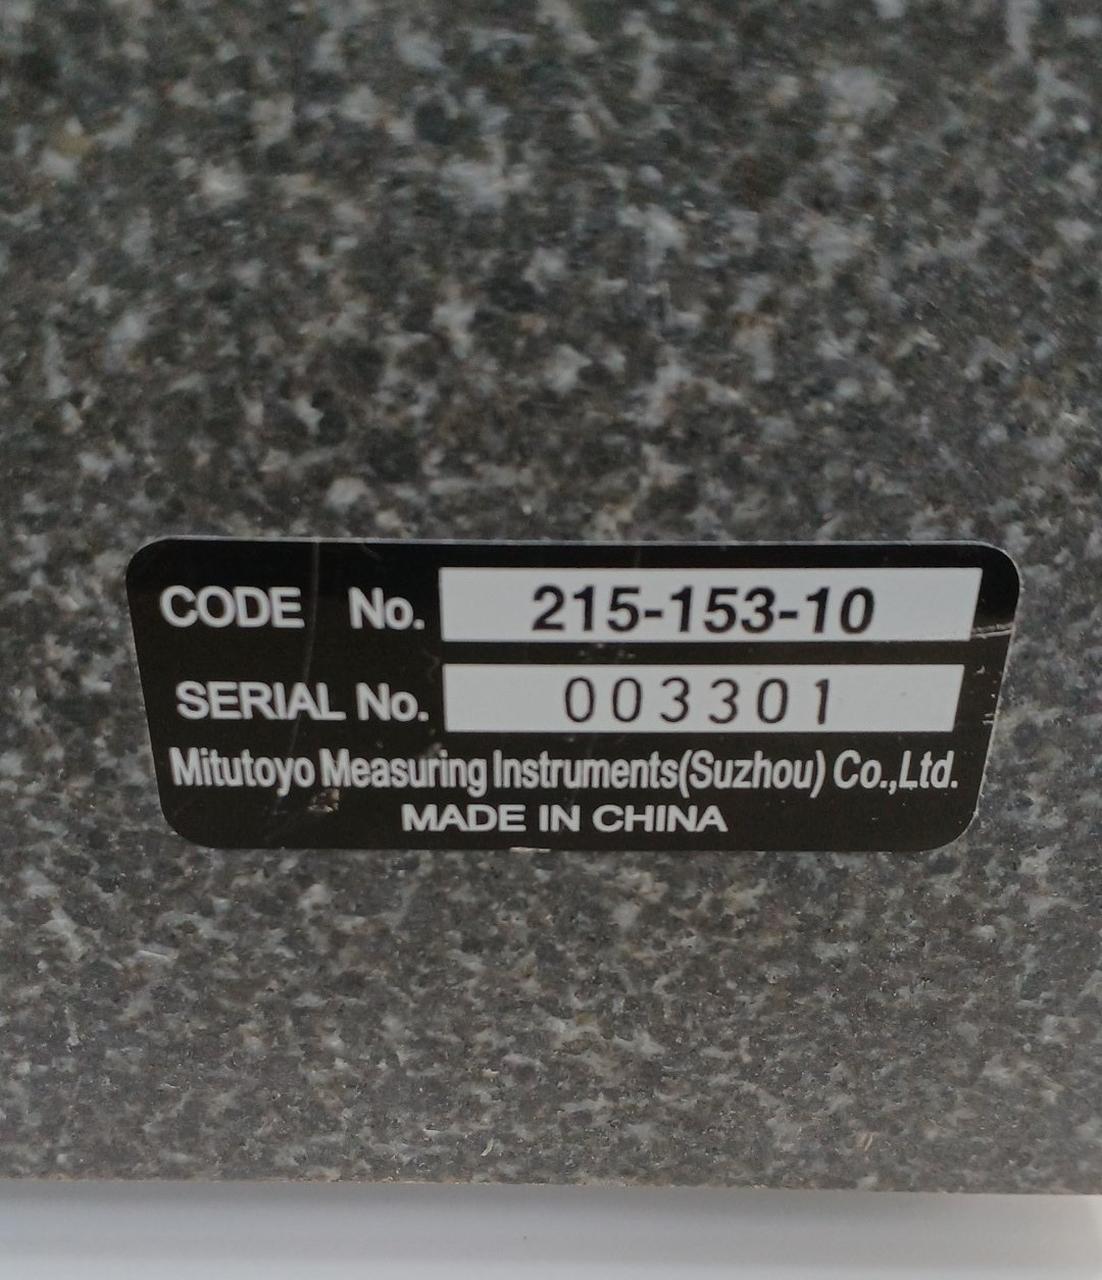 CODE No. 215-153-10
SERIAL No. 003301
Mitutoyo Measuring Instruments(Suzhou) Co.,Ltd.
MADE IN CHINA